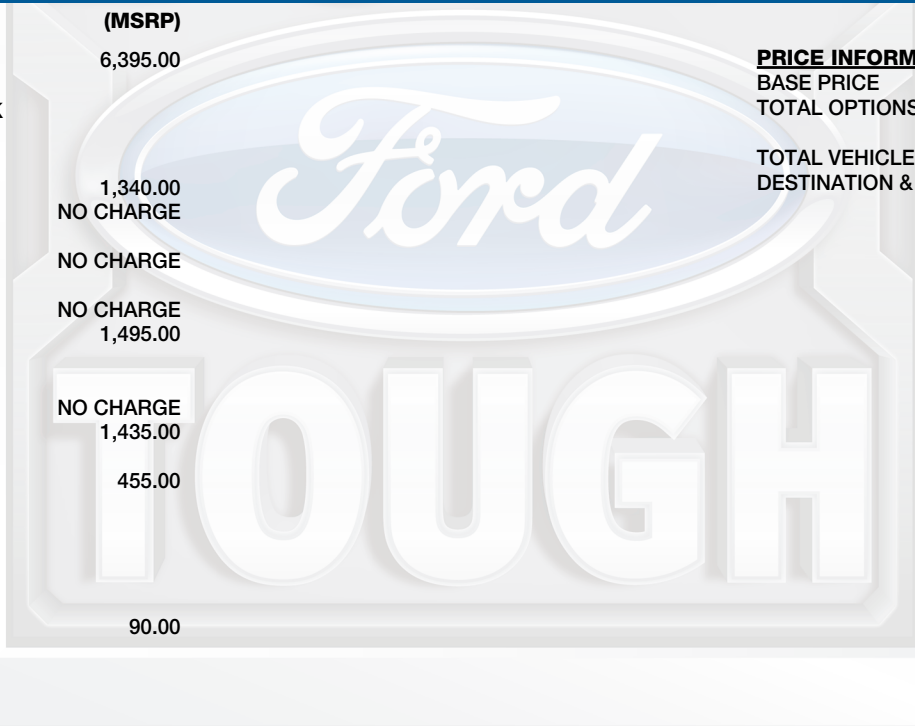 (MSRP)
6,395.00
1,340.00
NO CHARGE
NO CHARGE
NO CHARGE
1,495.00
NO CHARGE
1,435.00
455.00
90.00
PRICE INFORM
BASE PRICE
TOTAL OPTIONS
TOTAL VEHICLE
DESTINATION &
Ford
TOUGH